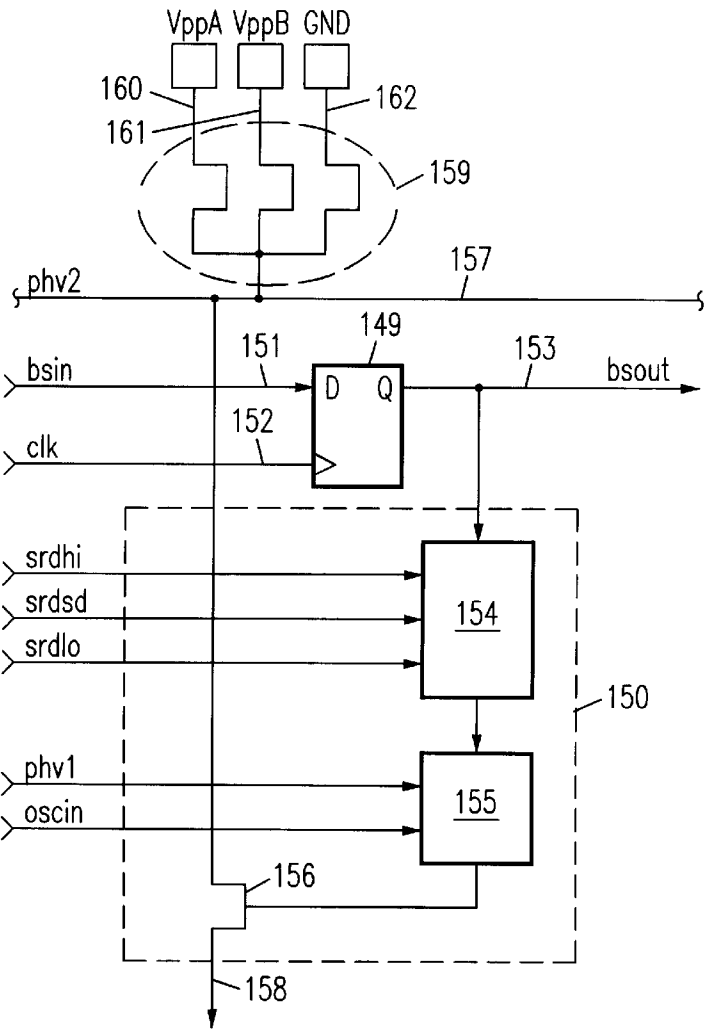 VppA VppB GND
160
161
162
159
phv2
157
149
bsin
151
D
Q
153
bsout
clk
152
srdhi
srdsd
154
srdlo
150
phv1
155
oscin
156
158